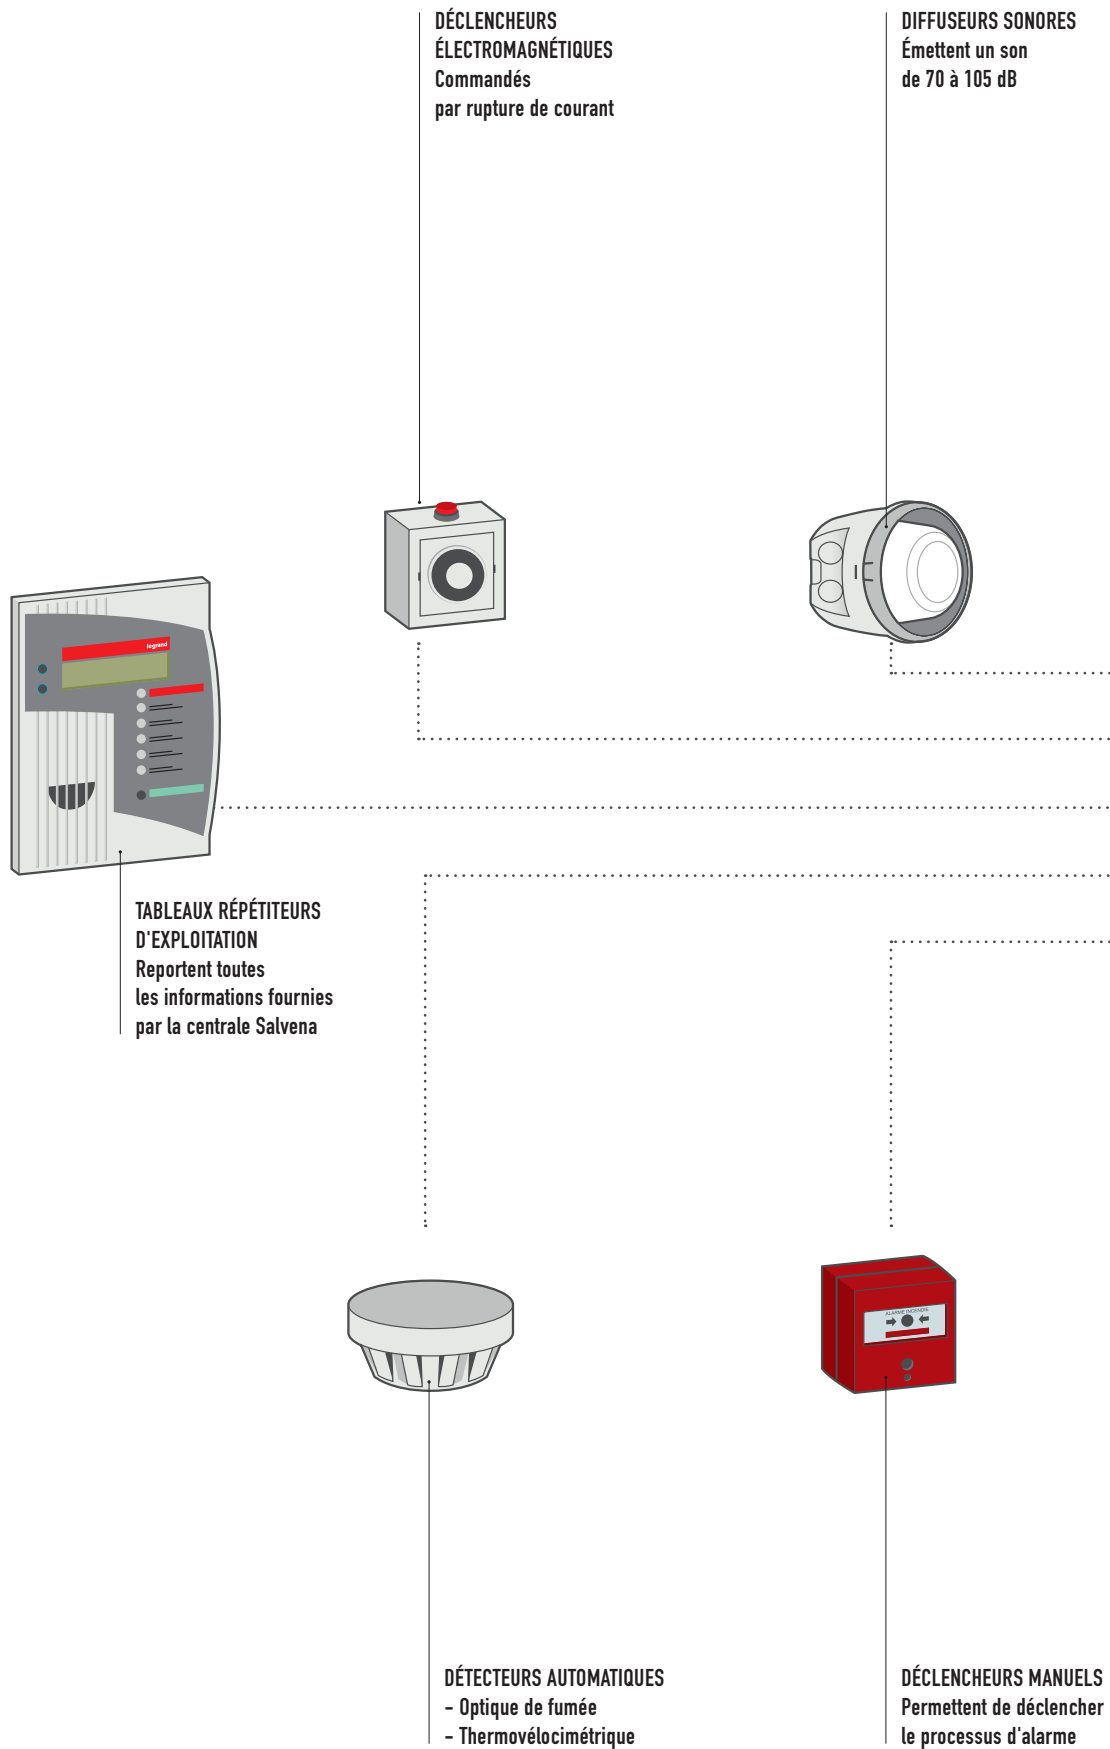 DÉCLENCHEURS
ÉLECTROMAGNÉTIQUES
Commandés
par rupture de courant
DIFFUSEURS SONORES
Émettent un son
de 70 à 105 dB
legrand
TABLEAUX RÉPÉTITEURS
D'EXPLOITATION
Reportent toutes
les informations fournies
par la centrale Salvena
ALARME INCENDIE
DÉTECTEURS AUTOMATIQUES
– Optique de fumée
– Thermovélocimétrique
DÉCLENCHEURS MANUELS
Permettent de déclencher
le processus d'alarme